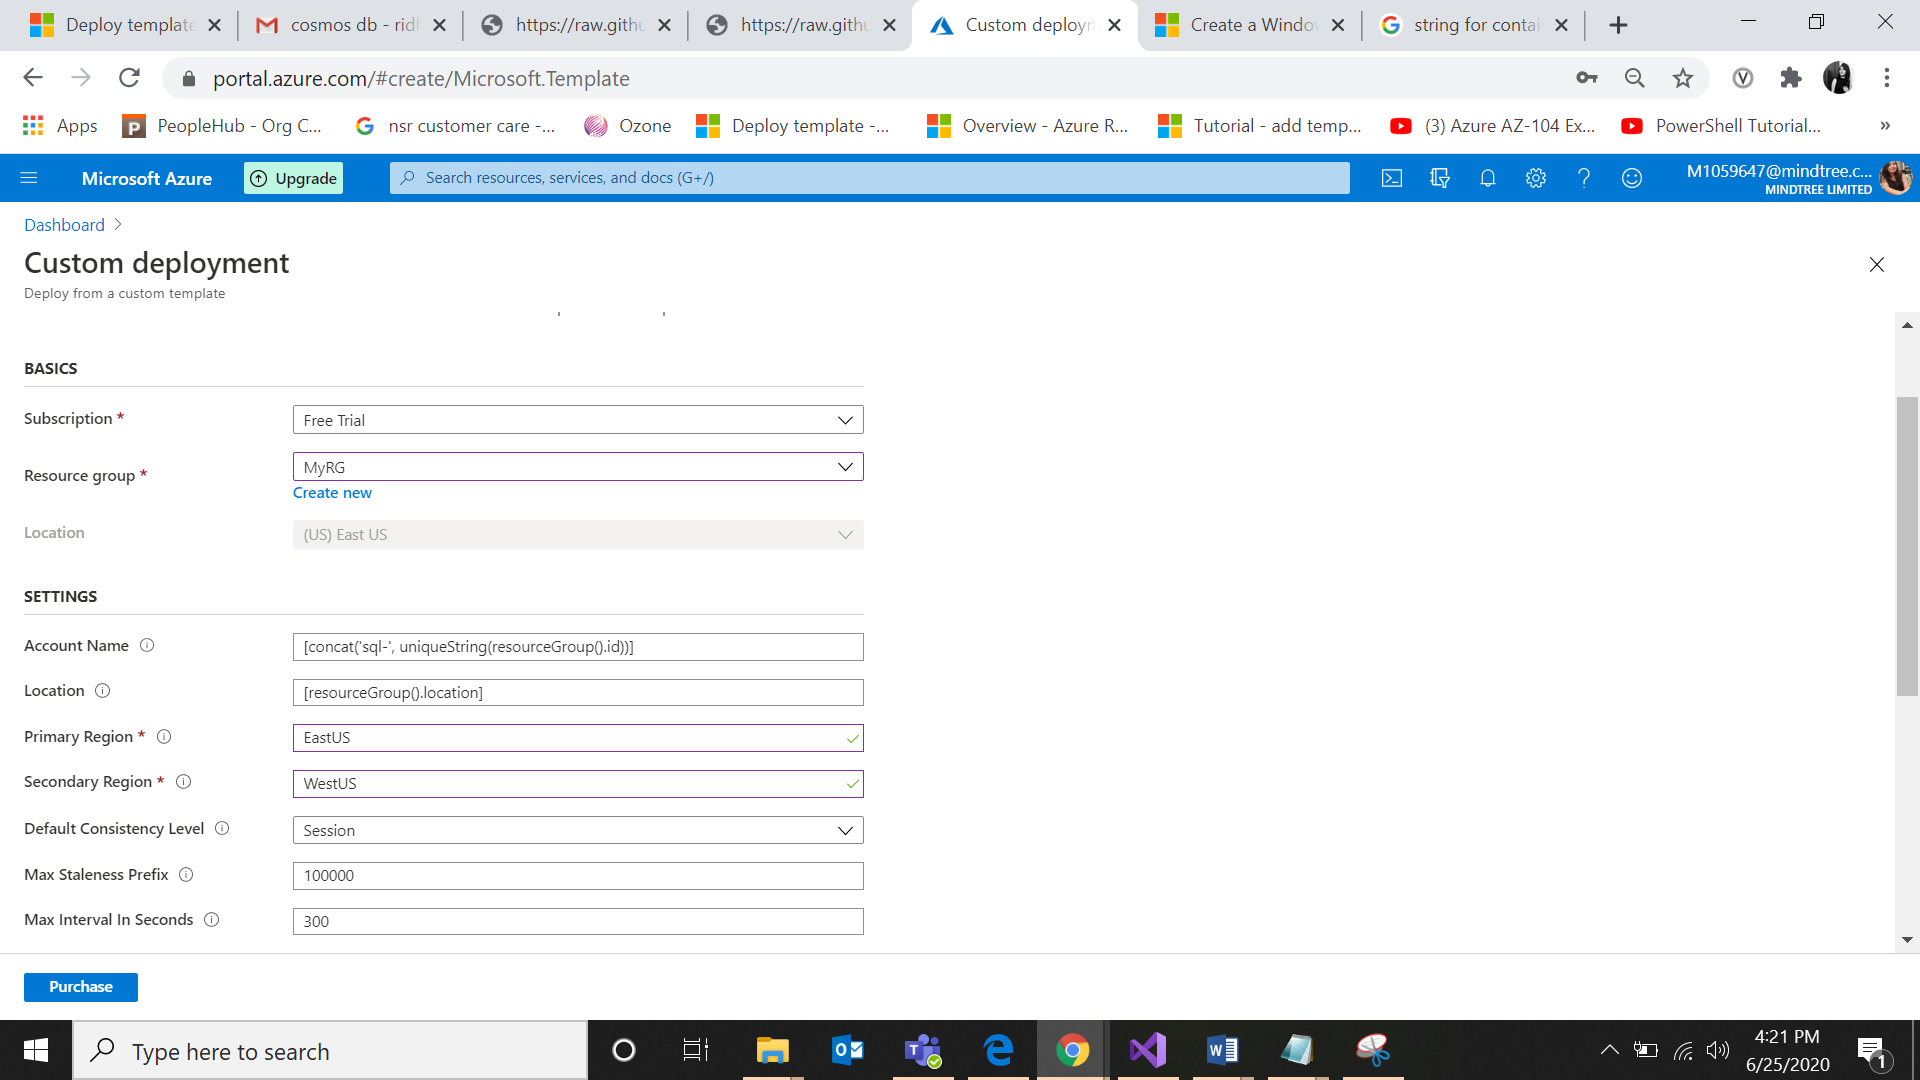 Deploy template
cosmos db - ridh
https://raw.githu
https://raw.githu
Custom deploym
Create a Window
string for contai
portal.azure.com/#create/Microsoft.Template
Apps
PeopleHub - Org C...
nsr customer care -...
Ozone
Deploy template -...
Overview - Azure R...
Tutorial - add temp...
(3) Azure AZ-104 Ex...
PowerShell Tutorial...
»
Microsoft Azure
Upgrade
Search resources, services, and docs (G+/)
M1059647@mindtree.c...
MINDTREE LIMITED
Dashboard >
Custom deployment
Deploy from a custom template
BASICS
Subscription * Free Trial
Resource group * MyRG
Create new
Location (US) East US
SETTINGS
Account Name [concat('sql-', uniqueString(resourceGroup().id))]
Location [resourceGroup().location]
Primary Region * EastUS
Secondary Region * WestUS
Default Consistency Level Session
Max Staleness Prefix 100000
Max Interval In Seconds 300
Purchase
Type here to search
4:21 PM
6/25/2020
1